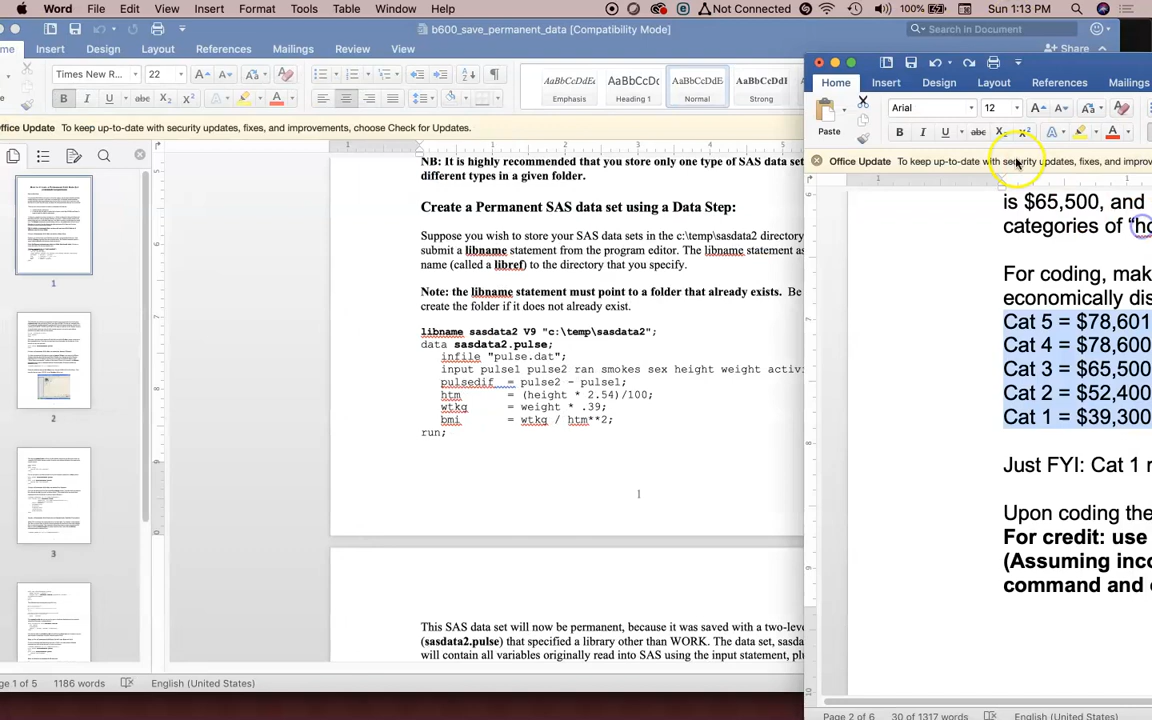 Word File Edit View Insert Format Tools Table Window Help Not Connected 100% Sun 1:13 PM
b600_save_permanent_data [Compatibility Mode]
Search in Document
Insert Design Layout References Mailings Review View
Share
Times New R... 22
AaBbCcDdE AaBbCcDc AaBbCcDdE AaBbCcDd
Emphasis Heading 1 Normal Strong
Office Update To keep up-to-date with security updates, fixes, and improvements, choose Check for Updates.
NB: It is highly recommended that you store only one type of SAS data set
different types in a given folder.
Create a Permanent SAS data set using a Data Step:
Suppose you wish to store your SAS data sets in the c:\temp\sasdata2 directory
submit a libname statement from the program editor. The libname statement as
name (called a libref) to the directory that you specify.
Note: the libname statement must point to a folder that already exists. Be
create the folder if it does not already exist.
libname sasdata2 V9 "c:\temp\sasdata2";
data sasdata2.pulse;
infile "pulse.dat";
input pulse1 pulse2 ran smokes sex height weight activi
pulsedif = pulse2 - pulse1;
htm = (height * 2.54)/100;
wtkg = weight * .39;
bmi = wtkg / htm**2;
run;
This SAS data set will now be permanent, because it was saved with a two-leve
(sasdata2.pulse) that specified a library other than WORK. The data set, sasda
will contain all variables originally read into SAS using the input statement, plu
1
2
3
age 1 of 5 1186 words English (United States)
Home Insert Design Layout References Mailings
Paste
Arial 12
Office Update To keep up-to-date with security updates, fixes, and improv
is $65,500, and
categories of "ho
For coding, mak
economically dis
Cat 5 = $78,601
Cat 4 = $78,600
Cat 3 = $65,500
Cat 2 = $52,400
Cat 1 = $39,300
Just FYI: Cat 1 r
Upon coding the
For credit: use
(Assuming inco
command and
Page 2 of 6 30 of 1317 words English (United States)